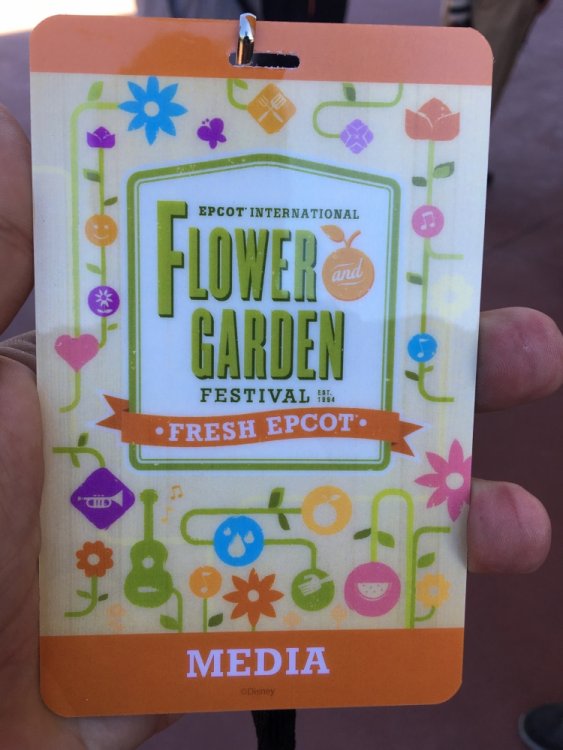 EPCOT® INTERNATIONAL
FLOWER and
GARDEN
FESTIVAL EST. 1994
• FRESH EPCOT® •
MEDIA
©Disney